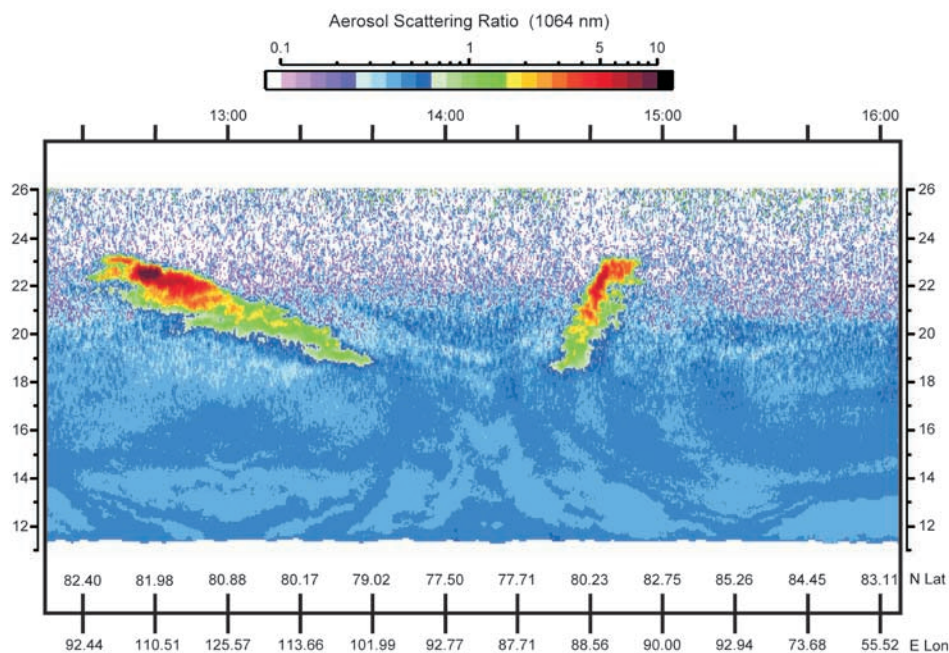 Aerosol Scattering Ratio (1064 nm)
0.1 1 5 10
13:00 14:00 15:00 16:00
26 26
24 24
22 22
20 20
18 18
16 16
14 14
12 12
82.40 81.98 80.88 80.17 79.02 77.50 77.71 80.23 82.75 85.26 84.45 83.11 N Lat
92.44 110.51 125.57 113.66 101.99 92.77 87.71 88.56 90.00 92.94 73.68 55.52 E Lon